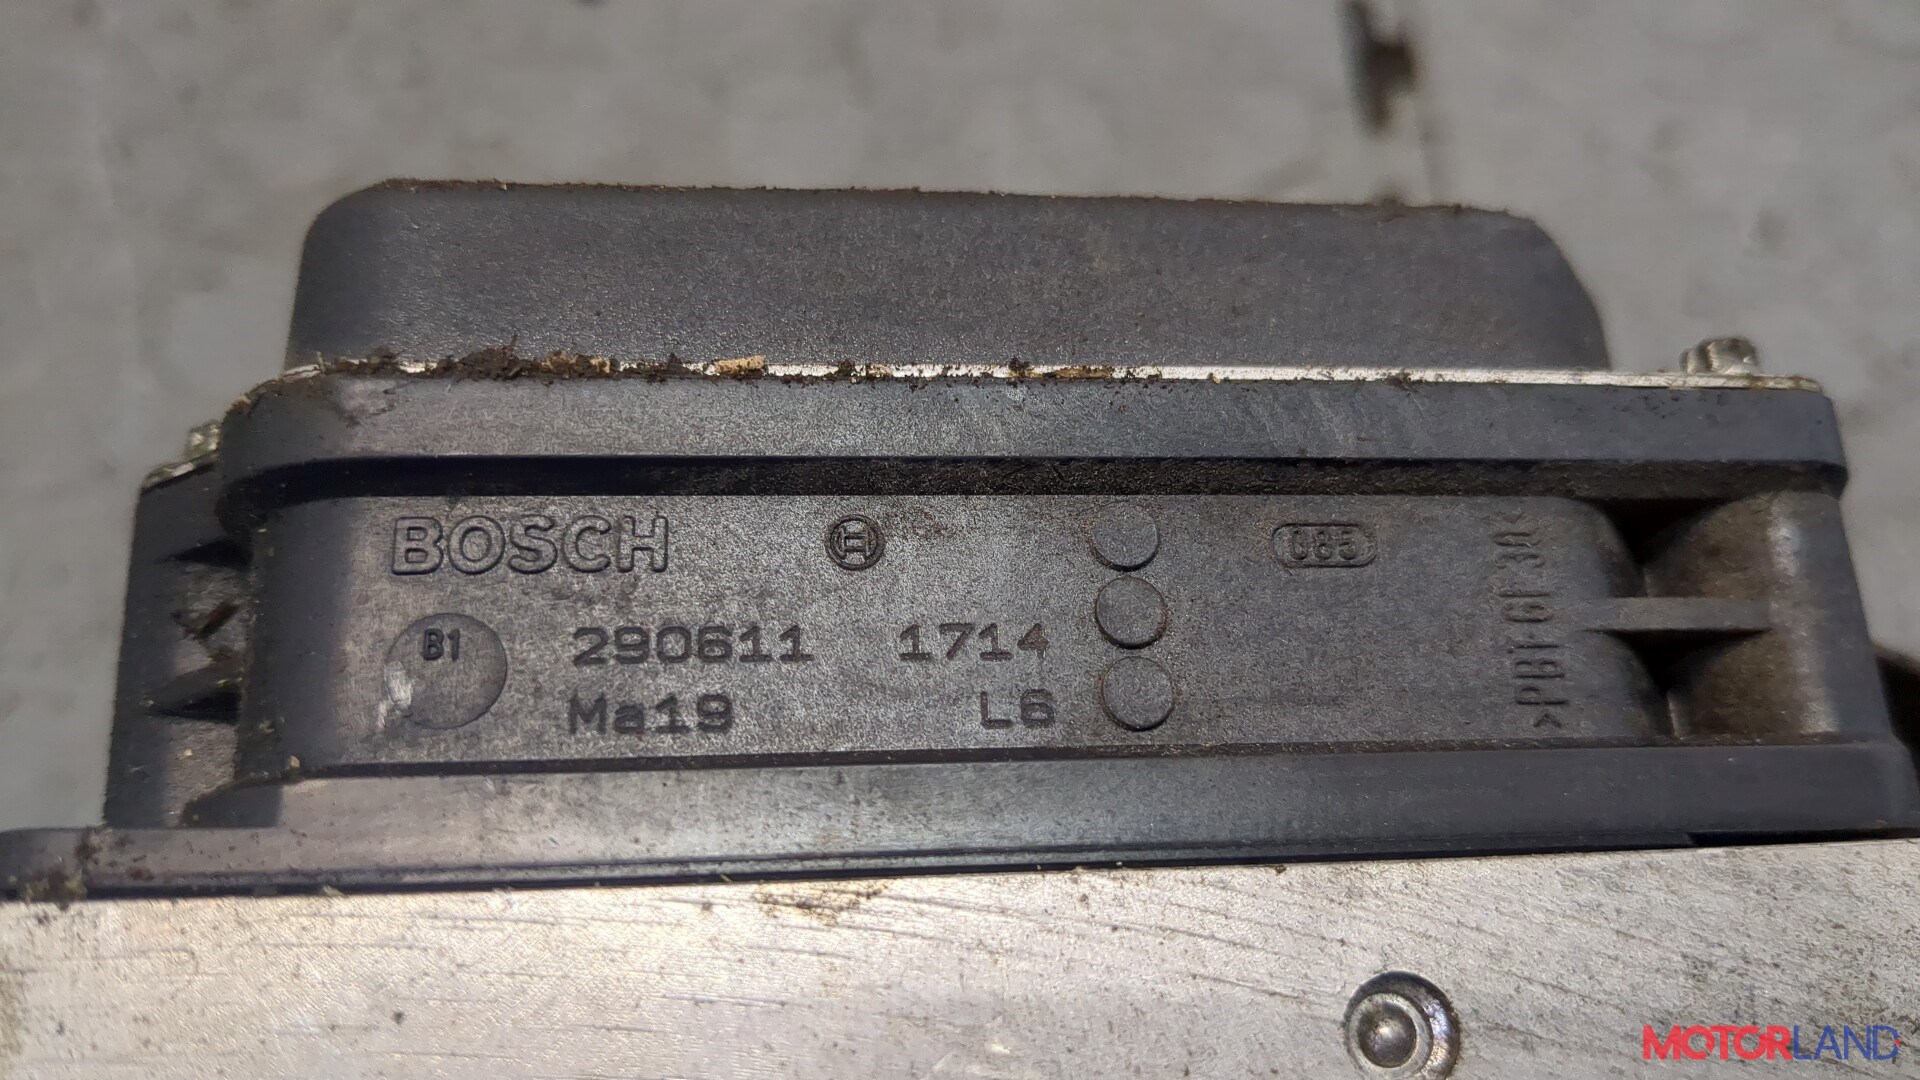 BOSCH
085
B1
290611 1714
Ma19 L6
>PBT GF 30<
MOTORLAND